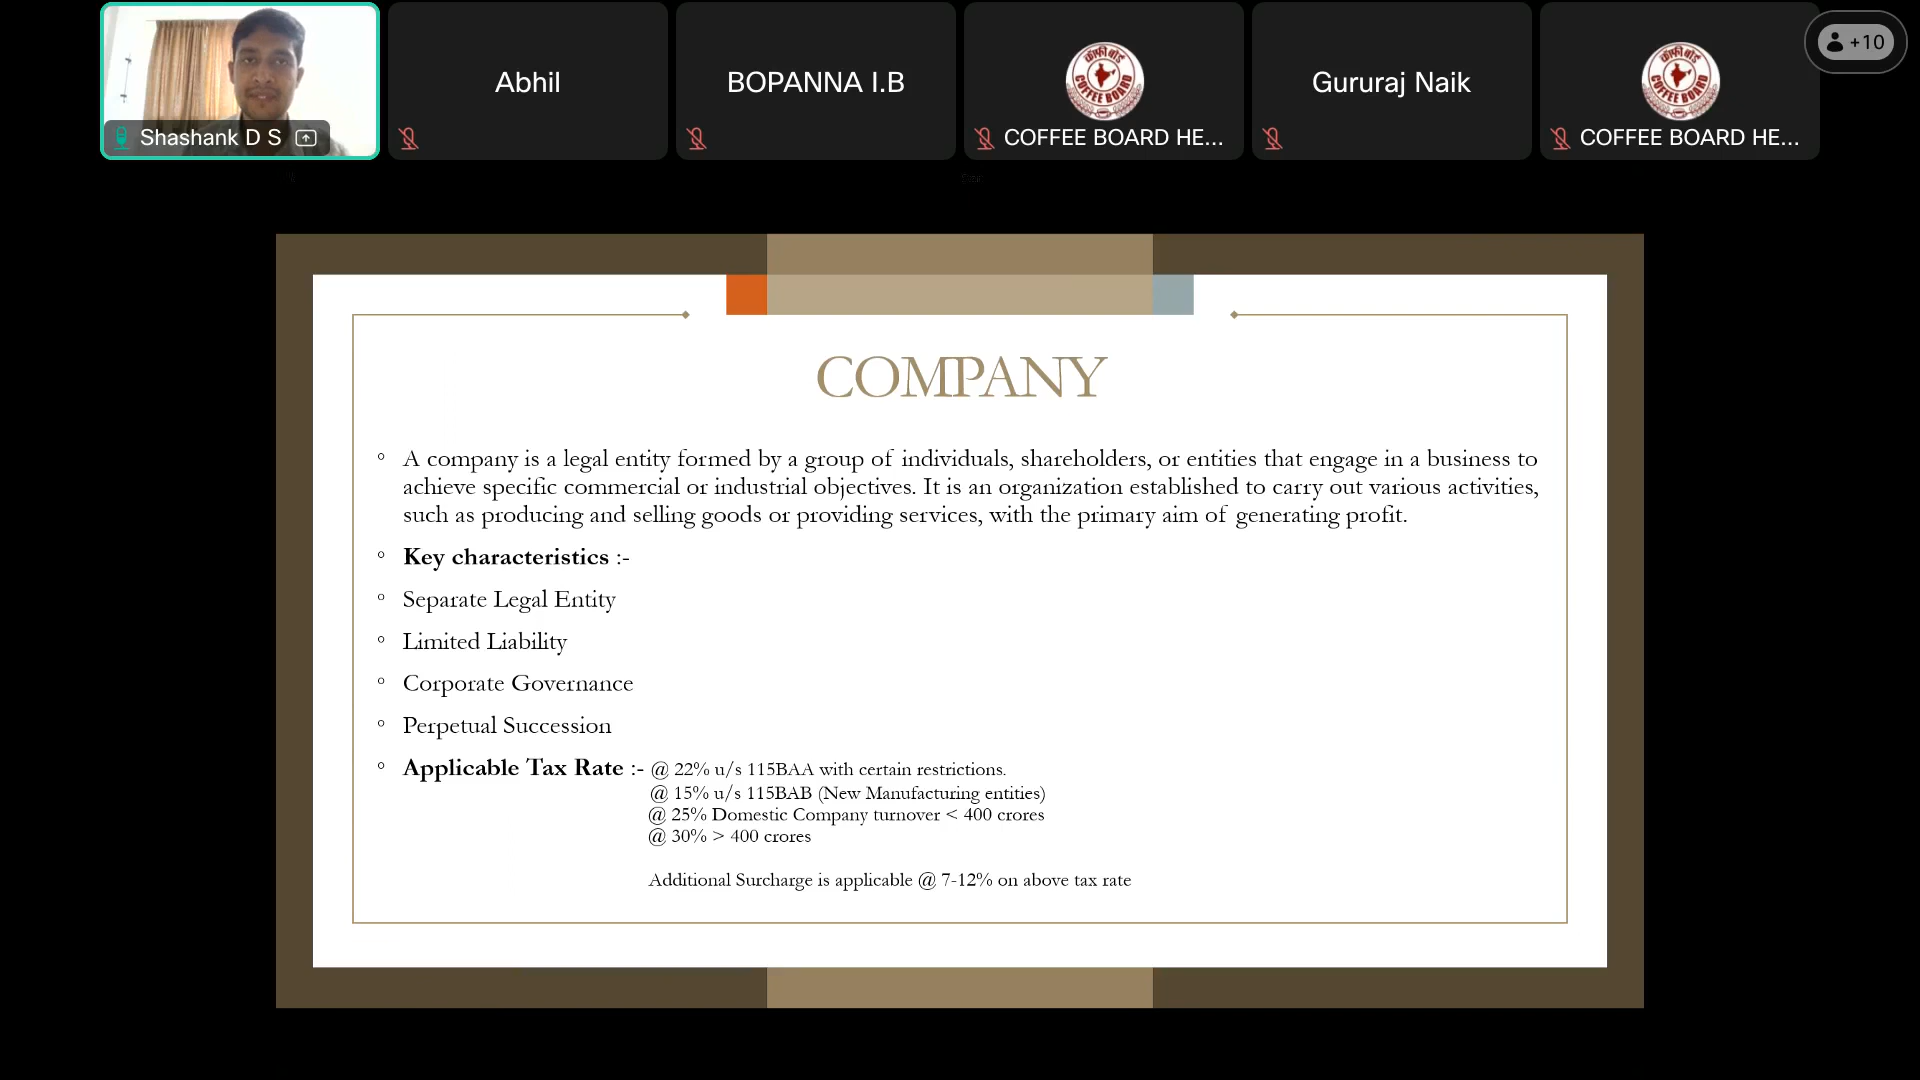 Abhil
BOPANNA I.B
Gururaj Naik
+10
Shashank D S
COFFEE BOARD HE...
COFFEE BOARD HE...
कॉफी बोर्ड
COFFEE BOARD
कॉफी बोर्ड
COFFEE BOARD
COMPANY
° A company is a legal entity formed by a group of individuals, shareholders, or entities that engage in a business to
achieve specific commercial or industrial objectives. It is an organization established to carry out various activities,
such as producing and selling goods or providing services, with the primary aim of generating profit.
° Key characteristics :-
° Separate Legal Entity
° Limited Liability
° Corporate Governance
° Perpetual Succession
° Applicable Tax Rate :- @ 22% u/s 115BAA with certain restrictions.
@ 15% u/s 115BAB (New Manufacturing entities)
@ 25% Domestic Company turnover < 400 crores
@ 30% > 400 crores
Additional Surcharge is applicable @ 7-12% on above tax rate